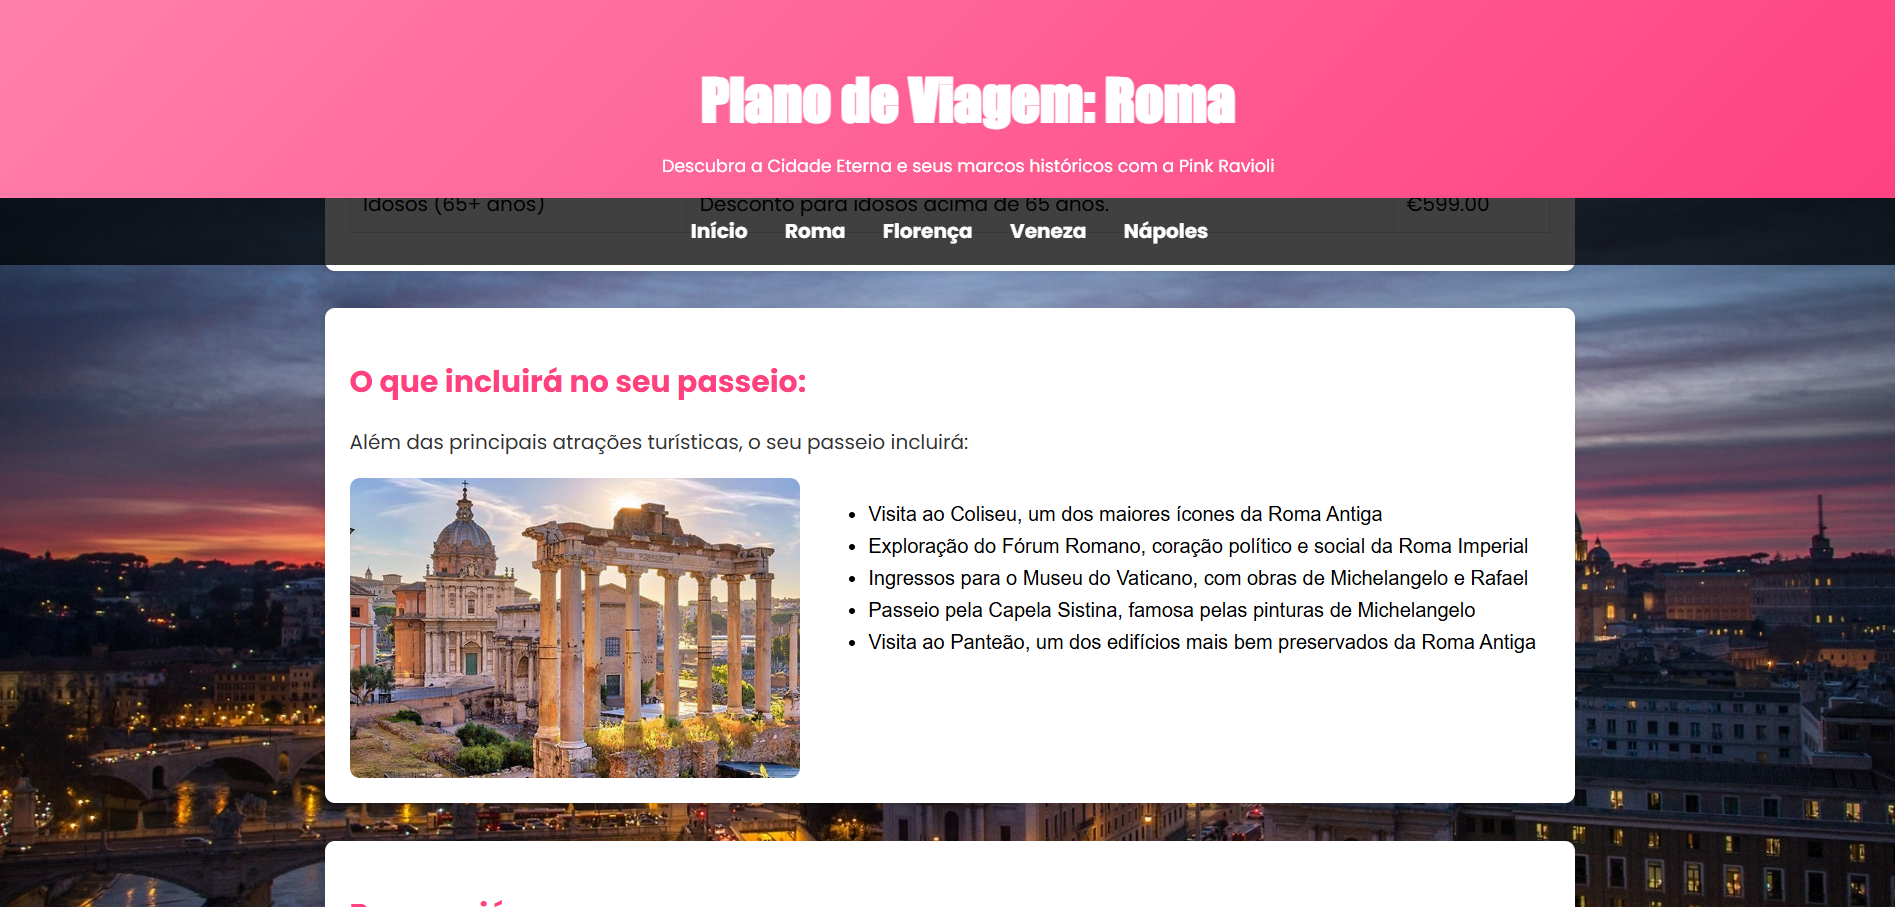 Plano de Viagem: Roma
Descubra a Cidade Eterna e seus marcos históricos com a Pink Ravioli
Idosos (65+ anos) Desconto para idosos acima de 65 anos. €599.00
Início Roma Florença Veneza Nápoles
O que incluirá no seu passeio:
Além das principais atrações turísticas, o seu passeio incluirá:
Visita ao Coliseu, um dos maiores ícones da Roma Antiga
Exploração do Fórum Romano, coração político e social da Roma Imperial
Ingressos para o Museu do Vaticano, com obras de Michelangelo e Rafael
Passeio pela Capela Sistina, famosa pelas pinturas de Michelangelo
Visita ao Panteão, um dos edifícios mais bem preservados da Roma Antiga